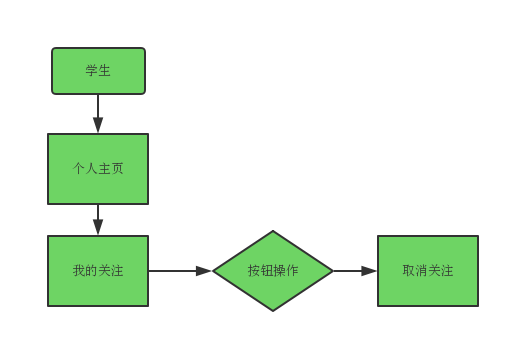 学生
个人主页
我的关注
按钮操作
取消关注